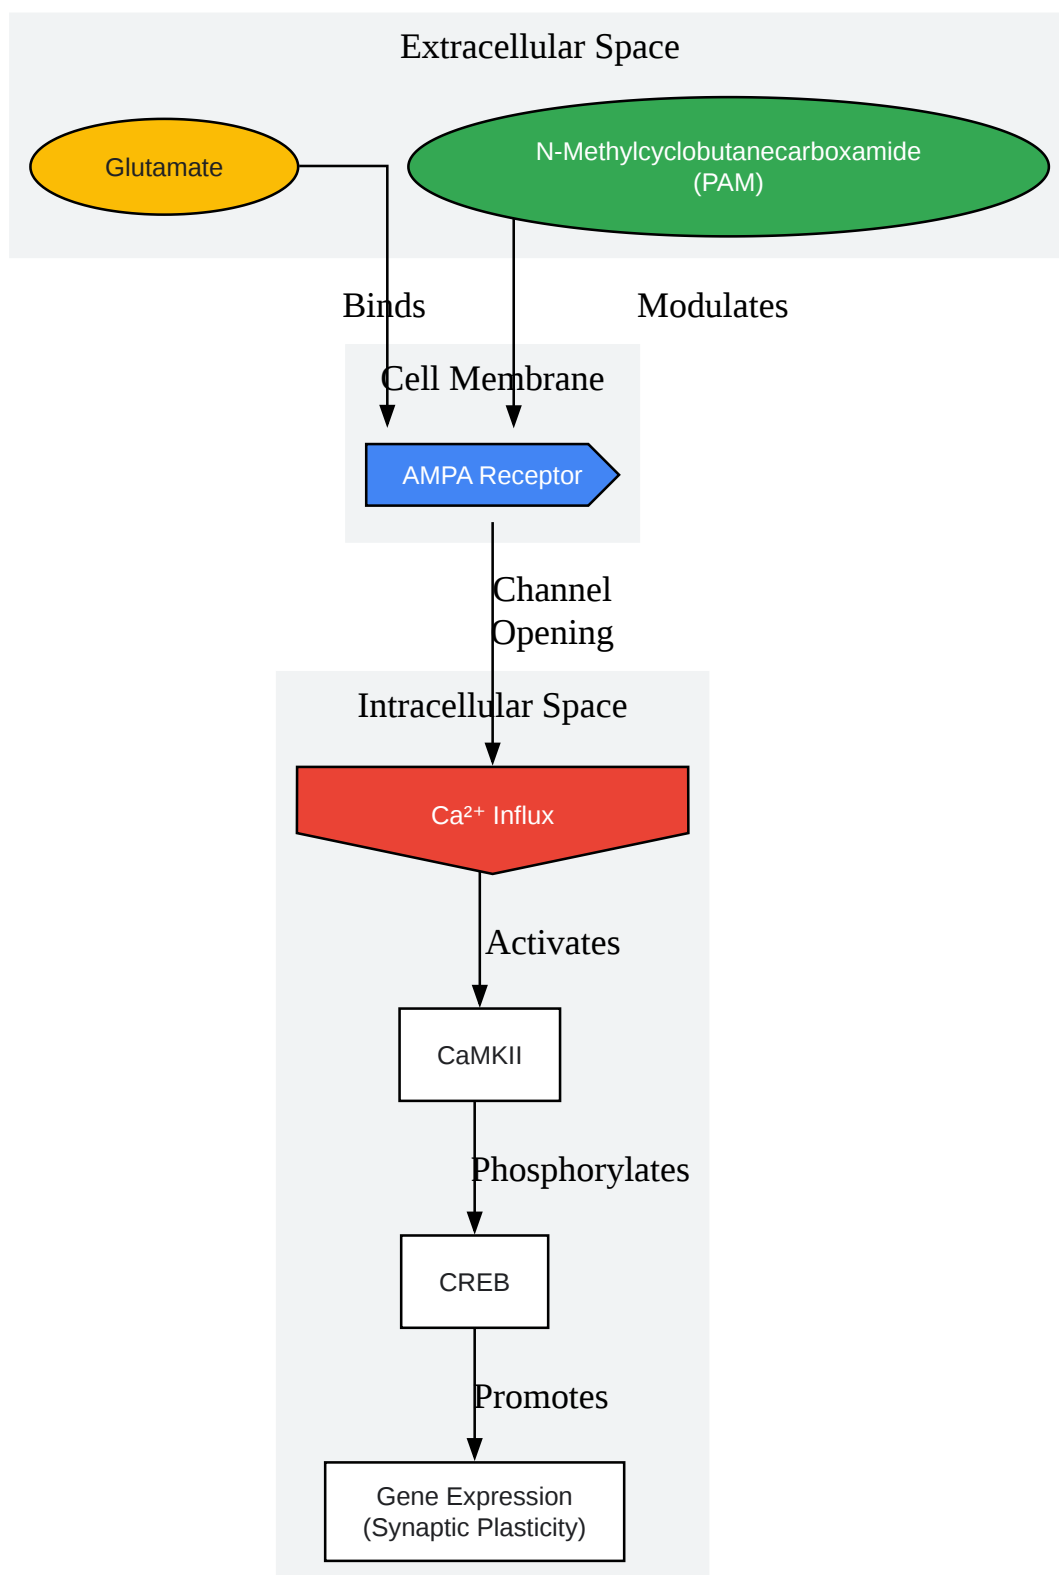 Extracellular Space
Glutamate
N-Methylcyclobutanecarboxamide
(PAM)
Binds
Modulates
Cell Membrane
AMPA Receptor
Channel
Opening
Intracellular Space
Ca²⁺ Influx
Activates
CaMKII
Phosphorylates
CREB
Promotes
Gene Expression
(Synaptic Plasticity)